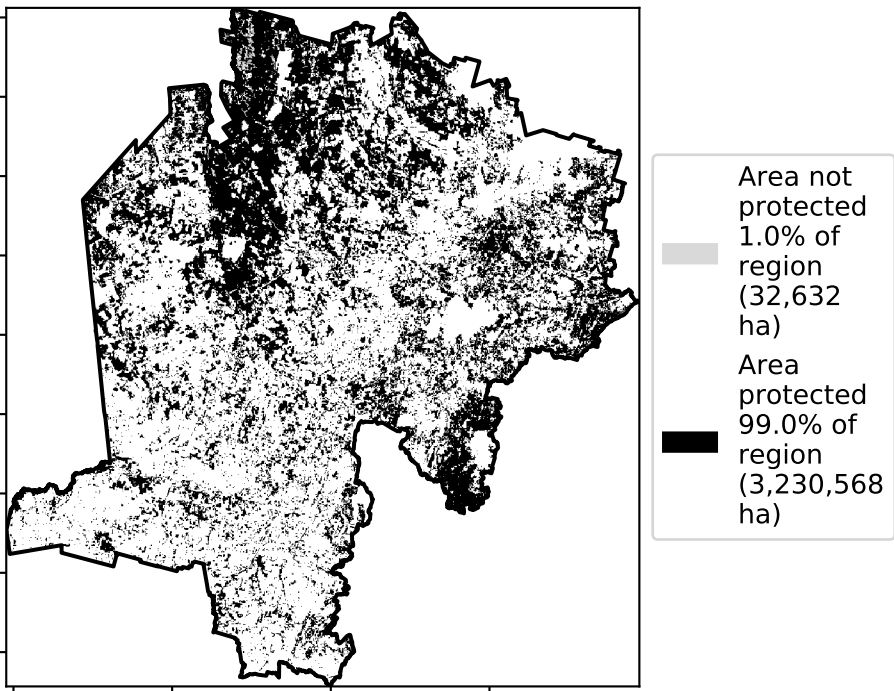 Area not
protected
1.0% of
region
(32,632
ha)
Area
protected
99.0% of
region
(3,230,568
ha)